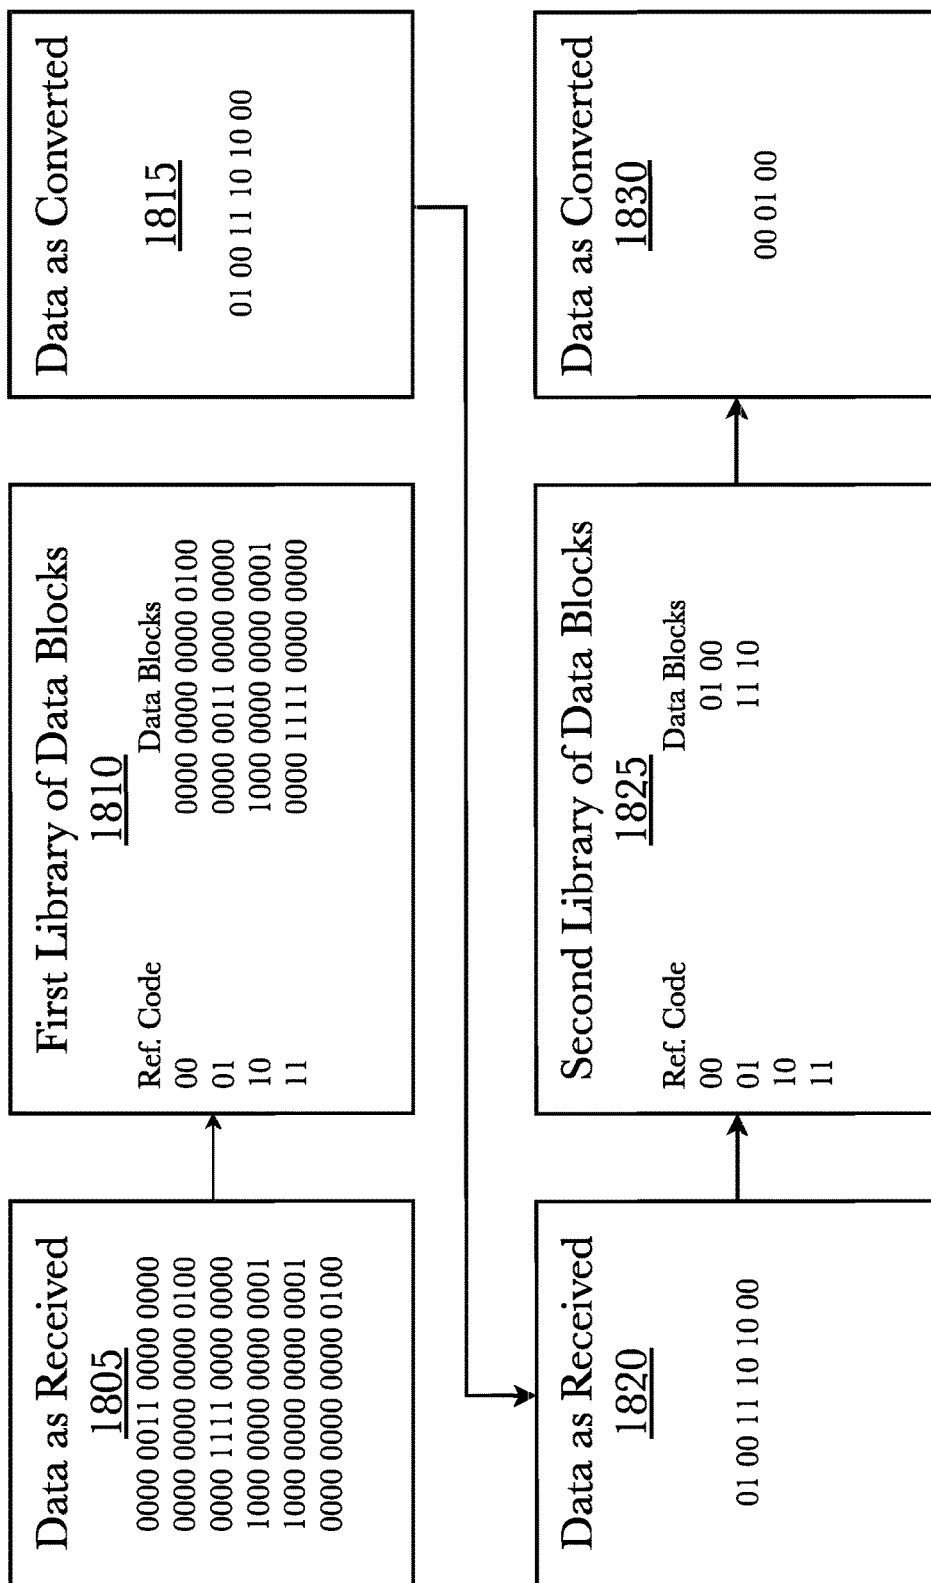 Data as Received
1805
0000 0011 0000 0000
0000 0000 0000 0100
0000 1111 0000 0000
1000 0000 0000 0001
1000 0000 0000 0001
0000 0000 0000 0100
First Library of Data Blocks
1810
Ref. Code Data Blocks
00 0000 0000 0000 0100
01 0000 0011 0000 0000
10 1000 0000 0000 0001
11 0000 1111 0000 0000
Data as Converted
1815
01 00 11 10 10 00
Data as Received
1820
01 00 11 10 10 00
Second Library of Data Blocks
1825
Ref. Code Data Blocks
00 01 00
01 11 10
10
11
Data as Converted
1830
00 01 00